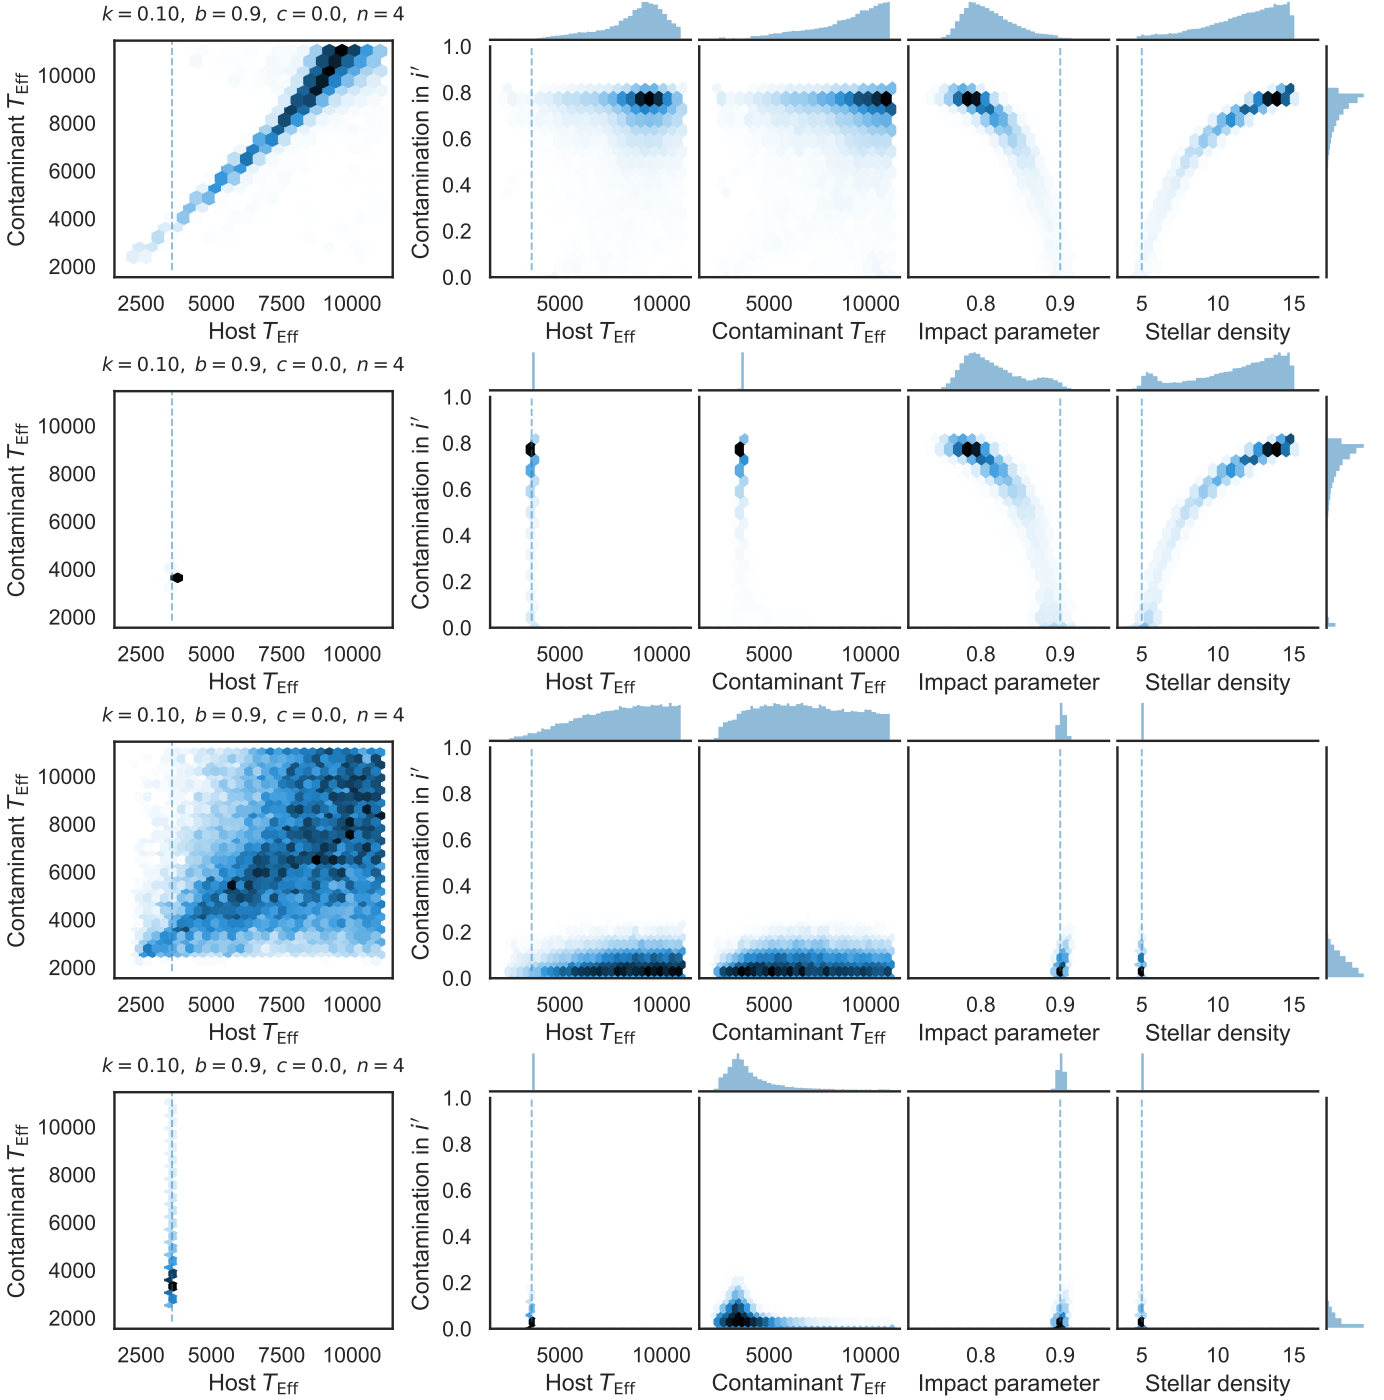 k = 0.10, b = 0.9, c = 0.0, n = 4
Contaminant T_Eff
10000
8000
6000
4000
2000
2500 5000 7500 10000
Host T_Eff
Contamination in i′
1.0
0.8
0.6
0.4
0.2
0.0
5000 10000
Host T_Eff
5000 10000
Contaminant T_Eff
0.8 0.9
Impact parameter
5 10 15
Stellar density
k = 0.10, b = 0.9, c = 0.0, n = 4
Contaminant T_Eff
10000
8000
6000
4000
2000
2500 5000 7500 10000
Host T_Eff
Contamination in i′
1.0
0.8
0.6
0.4
0.2
0.0
5000 10000
Host T_Eff
5000 10000
Contaminant T_Eff
0.8 0.9
Impact parameter
5 10 15
Stellar density
k = 0.10, b = 0.9, c = 0.0, n = 4
Contaminant T_Eff
10000
8000
6000
4000
2000
2500 5000 7500 10000
Host T_Eff
Contamination in i′
1.0
0.8
0.6
0.4
0.2
0.0
5000 10000
Host T_Eff
5000 10000
Contaminant T_Eff
0.8 0.9
Impact parameter
5 10 15
Stellar density
k = 0.10, b = 0.9, c = 0.0, n = 4
Contaminant T_Eff
10000
8000
6000
4000
2000
2500 5000 7500 10000
Host T_Eff
Contamination in i′
1.0
0.8
0.6
0.4
0.2
0.0
5000 10000
Host T_Eff
5000 10000
Contaminant T_Eff
0.8 0.9
Impact parameter
5 10 15
Stellar density